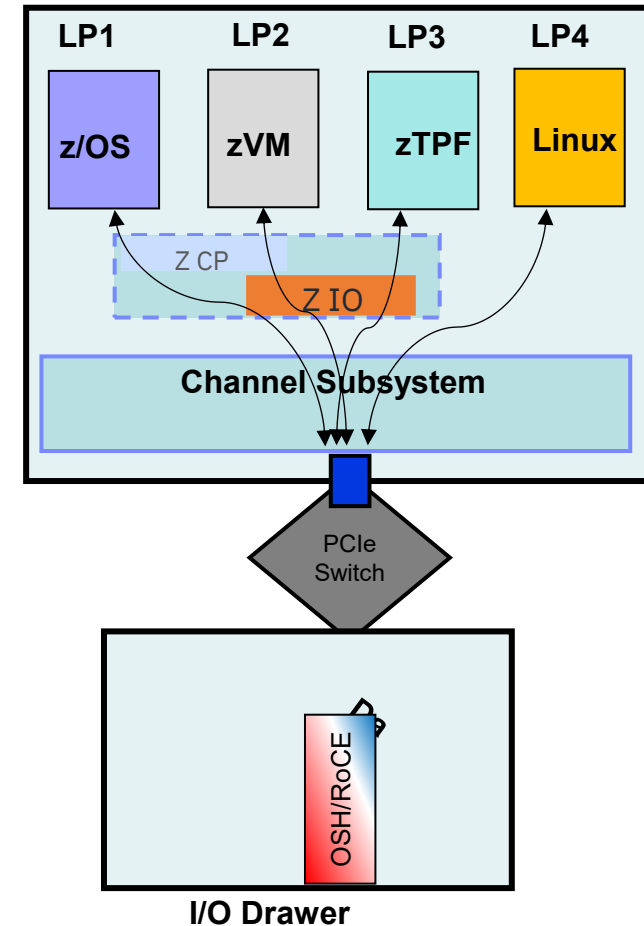 LP1 LP2 LP3 LP4
z/OS zVM zTPF Linux
Z CP
Z IO
Channel Subsystem
PCIe
Switch
OSH/RoCE
I/O Drawer